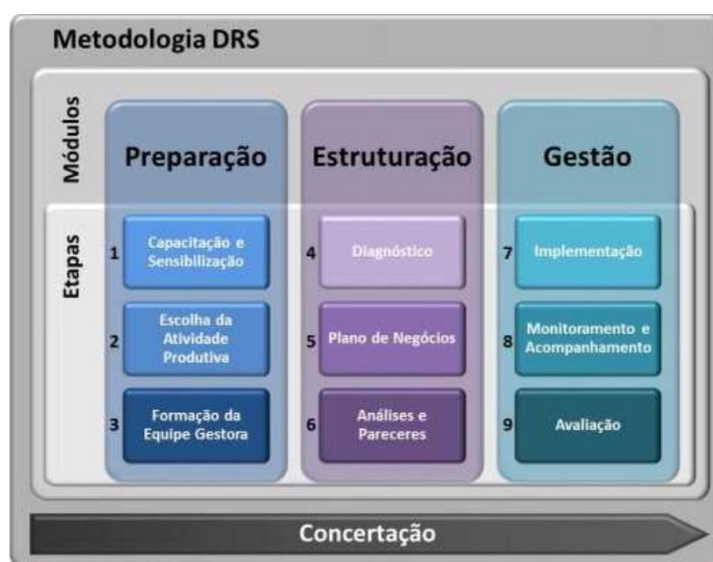 Metodologia DRS
Módulos
Preparação
Estruturação
Gestão
Etapas
1
Capacitação e
Sensibilização
2
Escolha da
Atividade
Produtiva
3
Formação da
Equipe Gestora
4
Diagnóstico
5
Plano de Negócios
6
Análises e
Pareceres
7
Implementação
8
Monitoramento e
Acompanhamento
9
Avaliação
Concertação